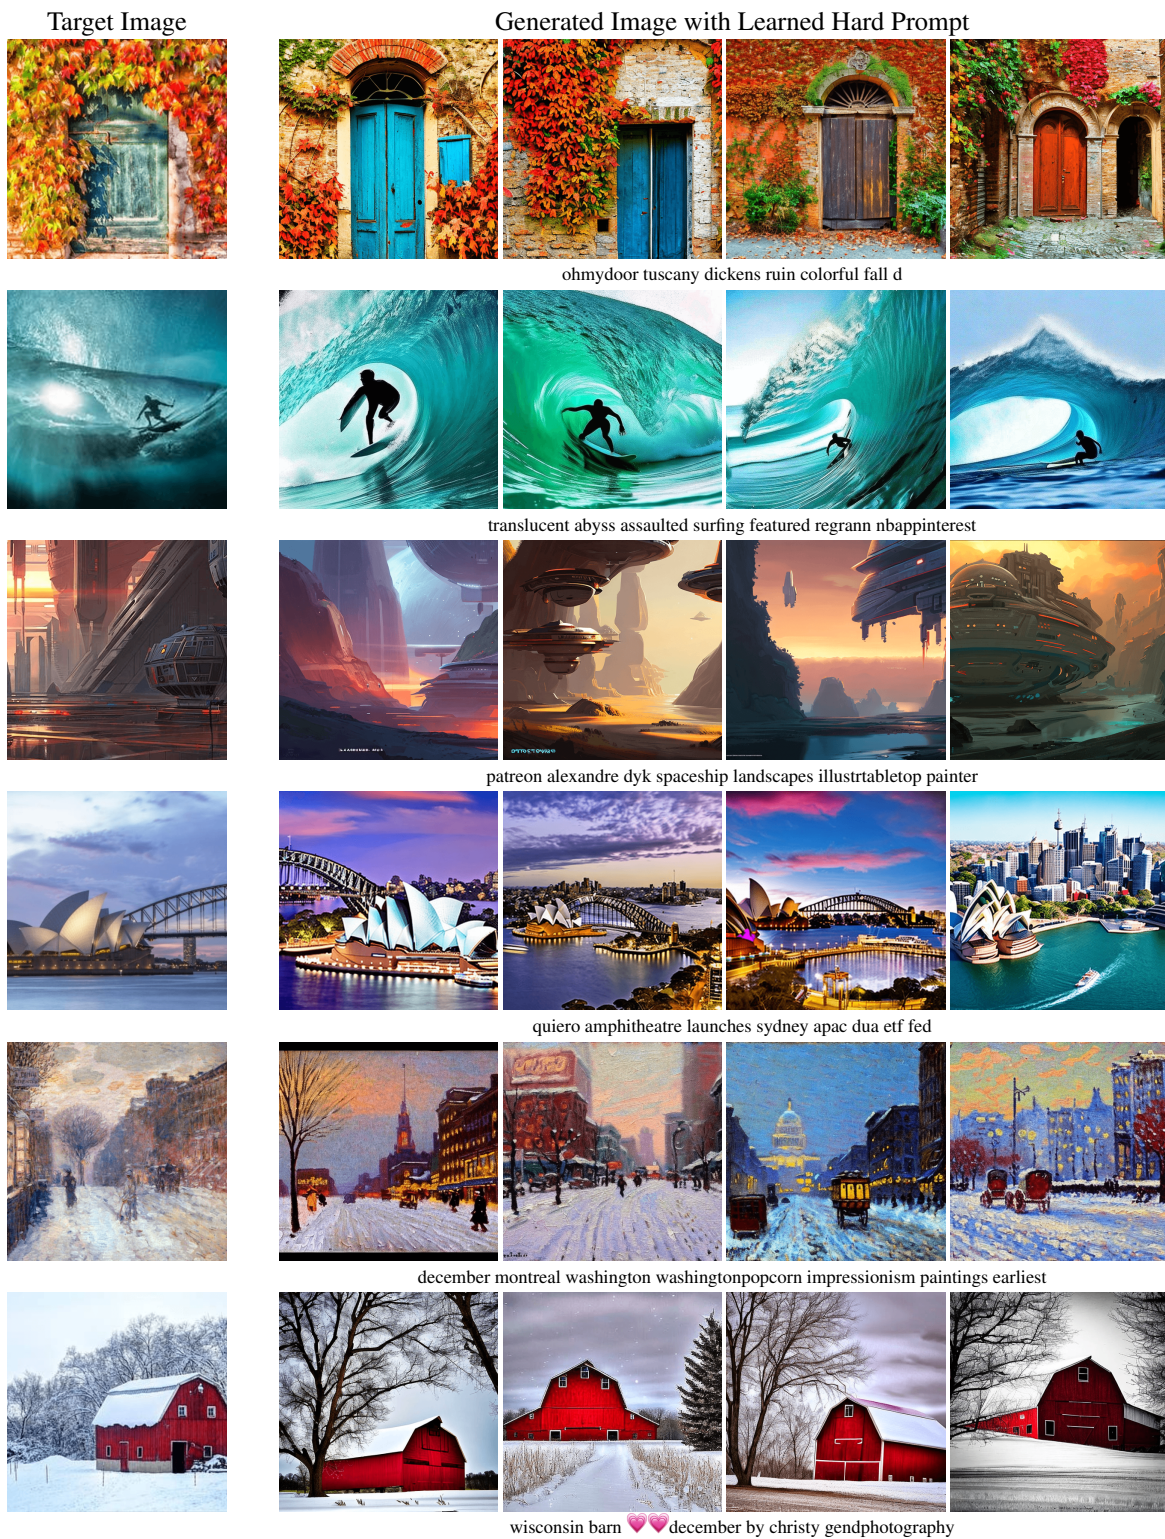 Target Image
Generated Image with Learned Hard Prompt
ohmydoor tuscany dickens ruin colorful fall d
translucent abyss assaulted surfing featured regrann nbappinterest
patreon alexandre dyk spaceship landscapes illustrtabletop painter
quiero amphitheatre launches sydney apac dua etf fed
december montreal washington washingtonpopcorn impressionism paintings earliest
wisconsin barn 💗💗december by christy gendphotography